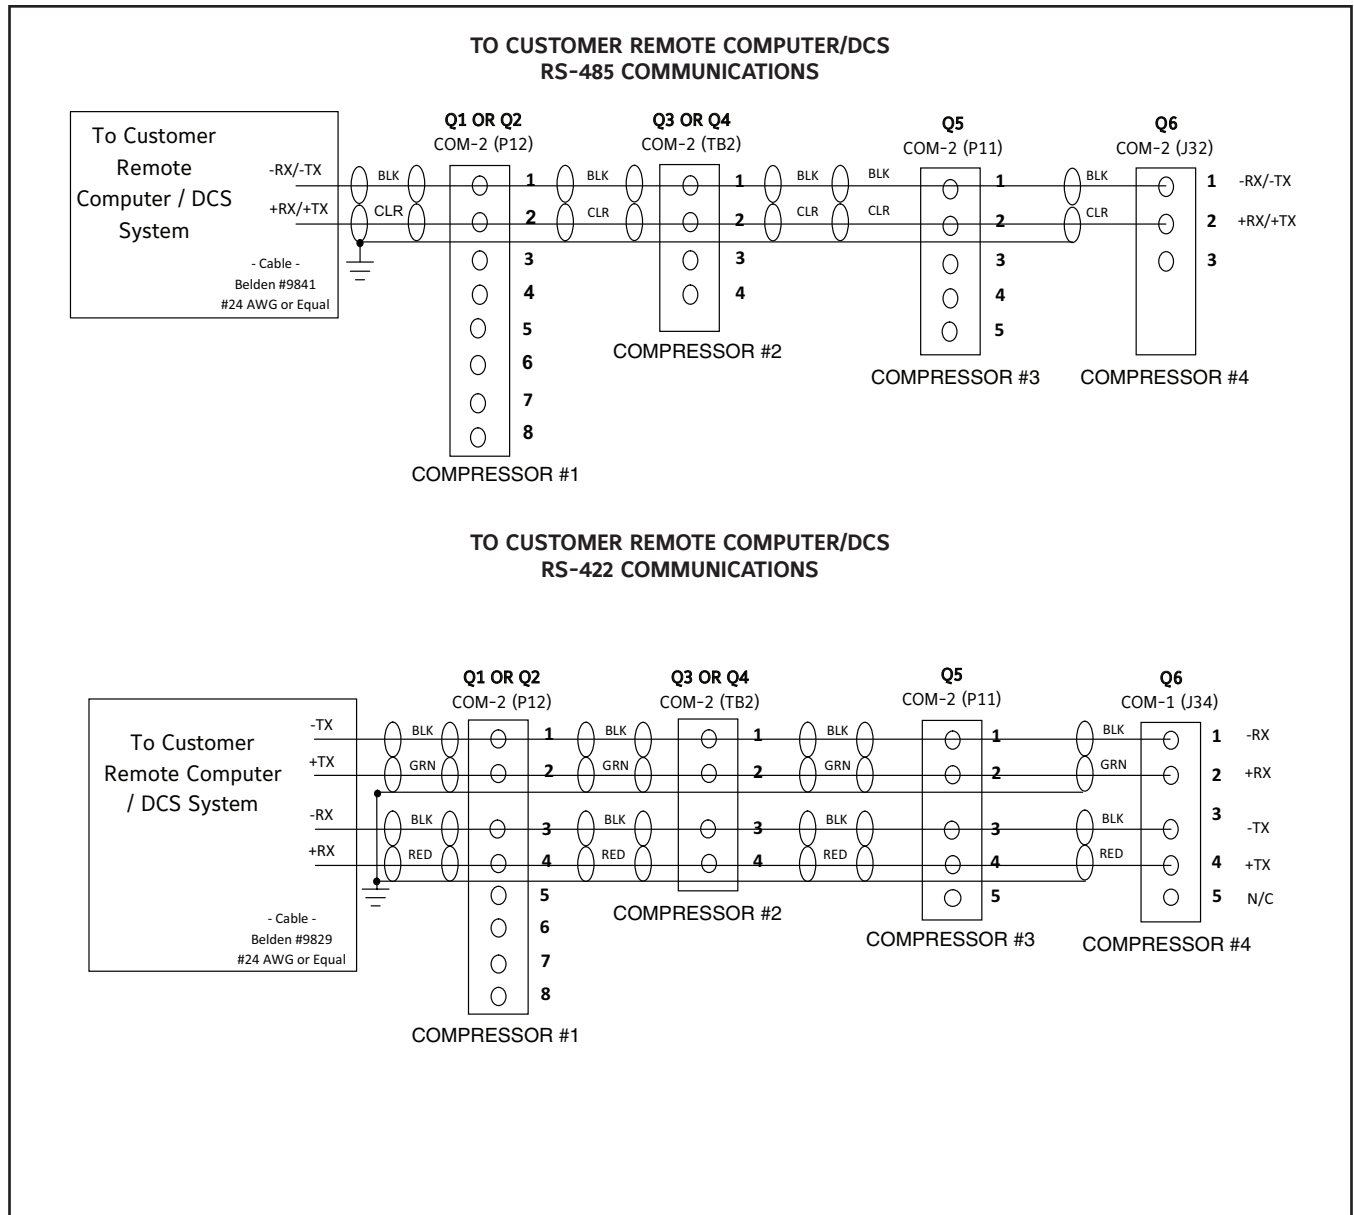 TO CUSTOMER REMOTE COMPUTER/DCS
RS-485 COMMUNICATIONS
To Customer
Remote
Computer / DCS
System
-RX/-TX
+RX/+TX
- Cable -
Belden #9841
#24 AWG or Equal
BLK
CLR
Q1 OR Q2
COM-2 (P12)
1
2
3
4
5
6
7
8
COMPRESSOR #1
BLK
CLR
Q3 OR Q4
COM-2 (TB2)
1
2
3
4
COMPRESSOR #2
BLK
BLK
CLR
CLR
Q5
COM-2 (P11)
1
2
3
4
5
COMPRESSOR #3
BLK
CLR
Q6
COM-2 (J32)
1 -RX/-TX
2 +RX/+TX
3
COMPRESSOR #4
TO CUSTOMER REMOTE COMPUTER/DCS
RS-422 COMMUNICATIONS
To Customer
Remote Computer
/ DCS System
-TX
+TX
-RX
+RX
- Cable -
Belden #9829
#24 AWG or Equal
BLK
GRN
BLK
RED
Q1 OR Q2
COM-2 (P12)
1
2
3
4
5
6
7
8
COMPRESSOR #1
BLK
GRN
BLK
RED
Q3 OR Q4
COM-2 (TB2)
1
2
3
4
COMPRESSOR #2
BLK
GRN
BLK
RED
Q5
COM-2 (P11)
1
2
3
4
5
COMPRESSOR #3
BLK
GRN
BLK
RED
Q6
COM-1 (J34)
1 -RX
2 +RX
3 -TX
4 +TX
5 N/C
COMPRESSOR #4